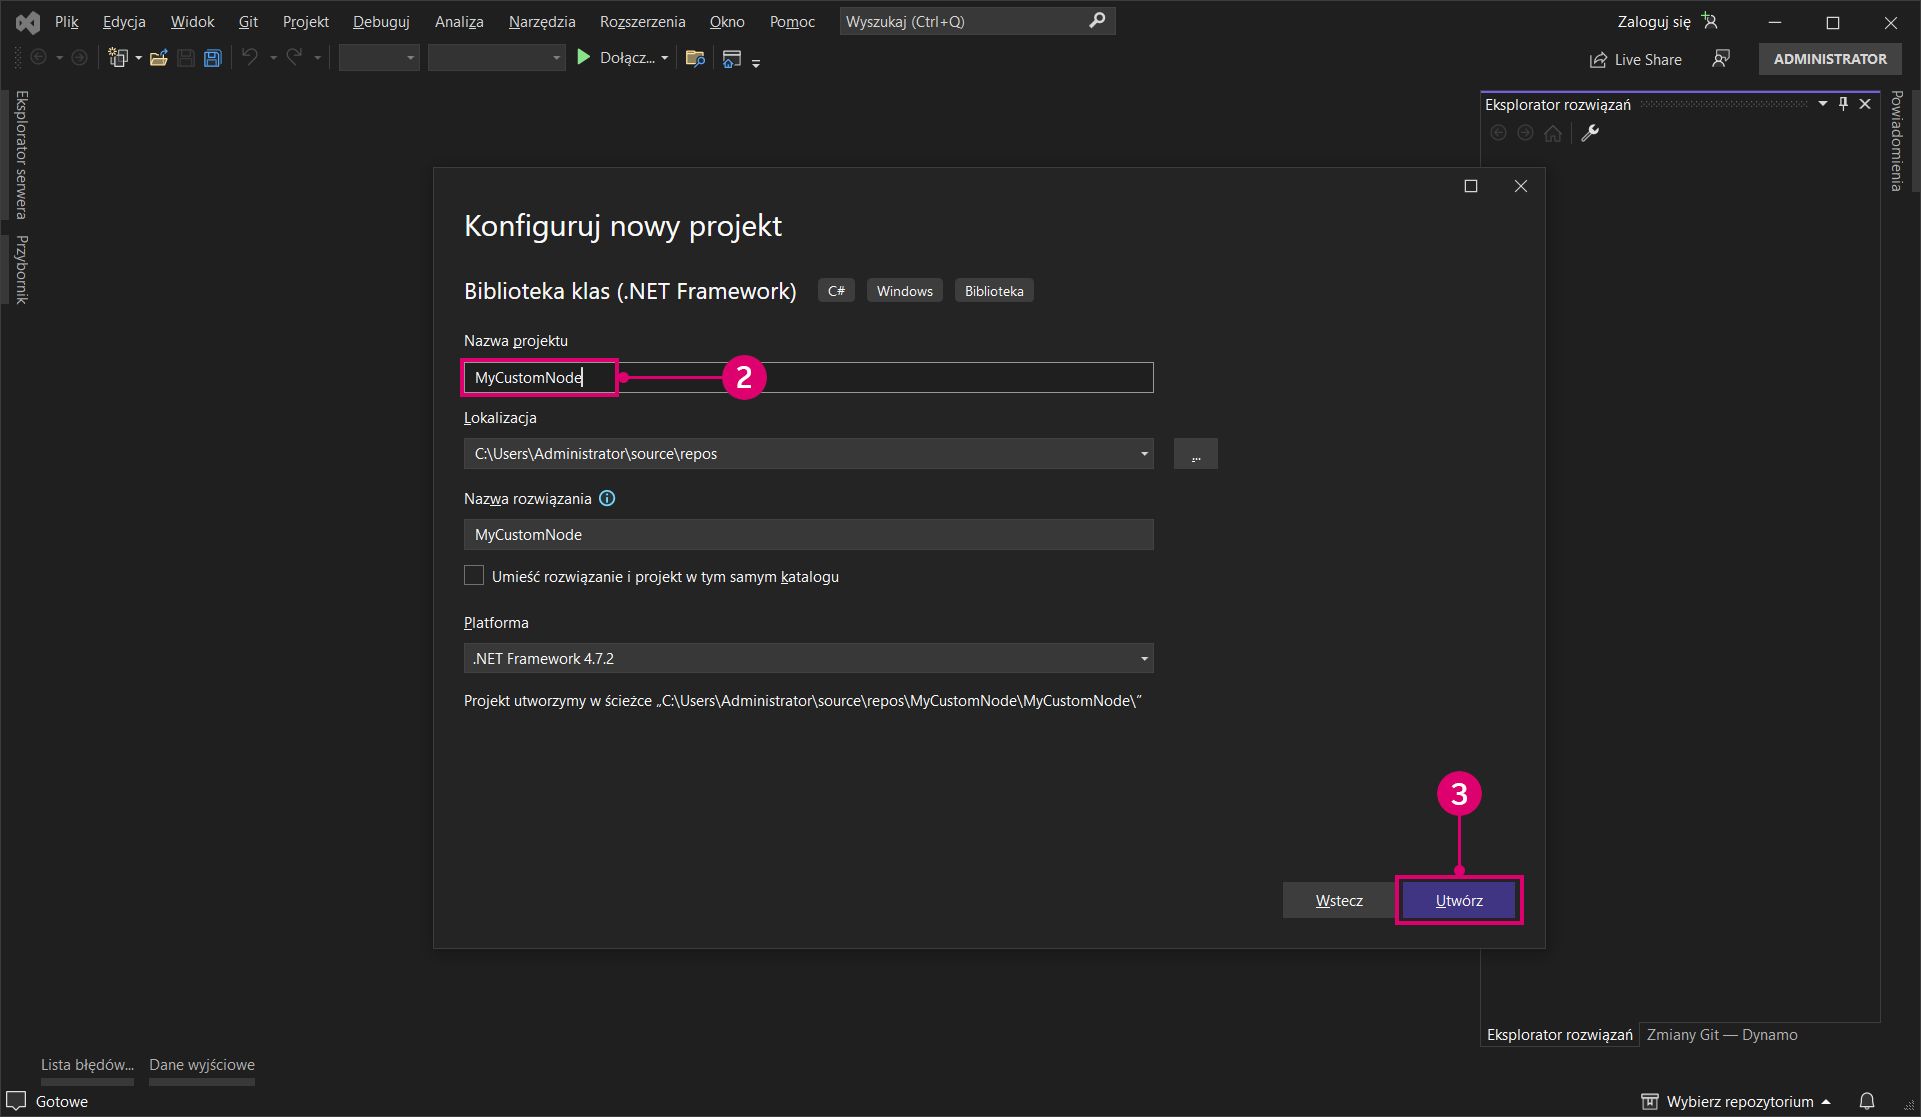 Plik Edycja Widok Git Projekt Debuguj Analiza Narzędzia Rozszerzenia Okno Pomoc Wyszukaj (Ctrl+Q) Zaloguj się
Dołącz... Live Share ADMINISTRATOR
Eksplorator serwera
Przybornik
Eksplorator rozwiązań
Powiadomienia
Konfiguruj nowy projekt
Biblioteka klas (.NET Framework) C# Windows Biblioteka
Nazwa projektu
MyCustomNode 2
Lokalizacja
C:\Users\Administrator\source\repos ...
Nazwa rozwiązania
MyCustomNode
Umieść rozwiązanie i projekt w tym samym katalogu
Platforma
.NET Framework 4.7.2
Projekt utworzymy w ścieżce „C:\Users\Administrator\source\repos\MyCustomNode\MyCustomNode\”
3
Wstecz Utwórz
Eksplorator rozwiązań Zmiany Git — Dynamo
Lista błędów... Dane wyjściowe
Gotowe Wybierz repozytorium